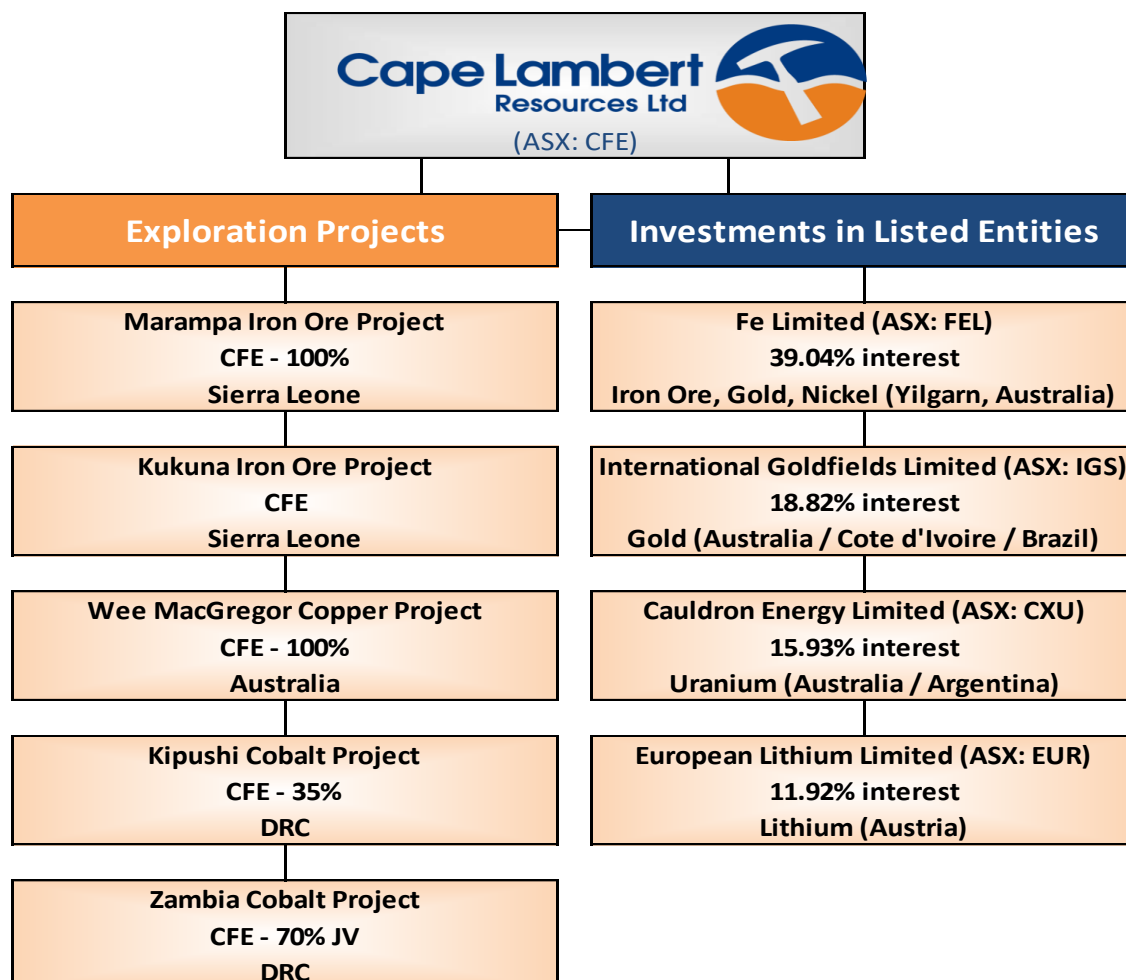 Cape Lambert
Resources Ltd
(ASX: CFE)
Exploration Projects
Marampa Iron Ore Project
CFE - 100%
Sierra Leone
Kukuna Iron Ore Project
CFE
Sierra Leone
Wee MacGregor Copper Project
CFE - 100%
Australia
Kipushi Cobalt Project
CFE - 35%
DRC
Zambia Cobalt Project
CFE - 70% JV
DRC
Investments in Listed Entities
Fe Limited (ASX: FEL)
39.04% interest
Iron Ore, Gold, Nickel (Yilgarn, Australia)
International Goldfields Limited (ASX: IGS)
18.82% interest
Gold (Australia / Cote d'Ivoire / Brazil)
Cauldron Energy Limited (ASX: CXU)
15.93% interest
Uranium (Australia / Argentina)
European Lithium Limited (ASX: EUR)
11.92% interest
Lithium (Austria)